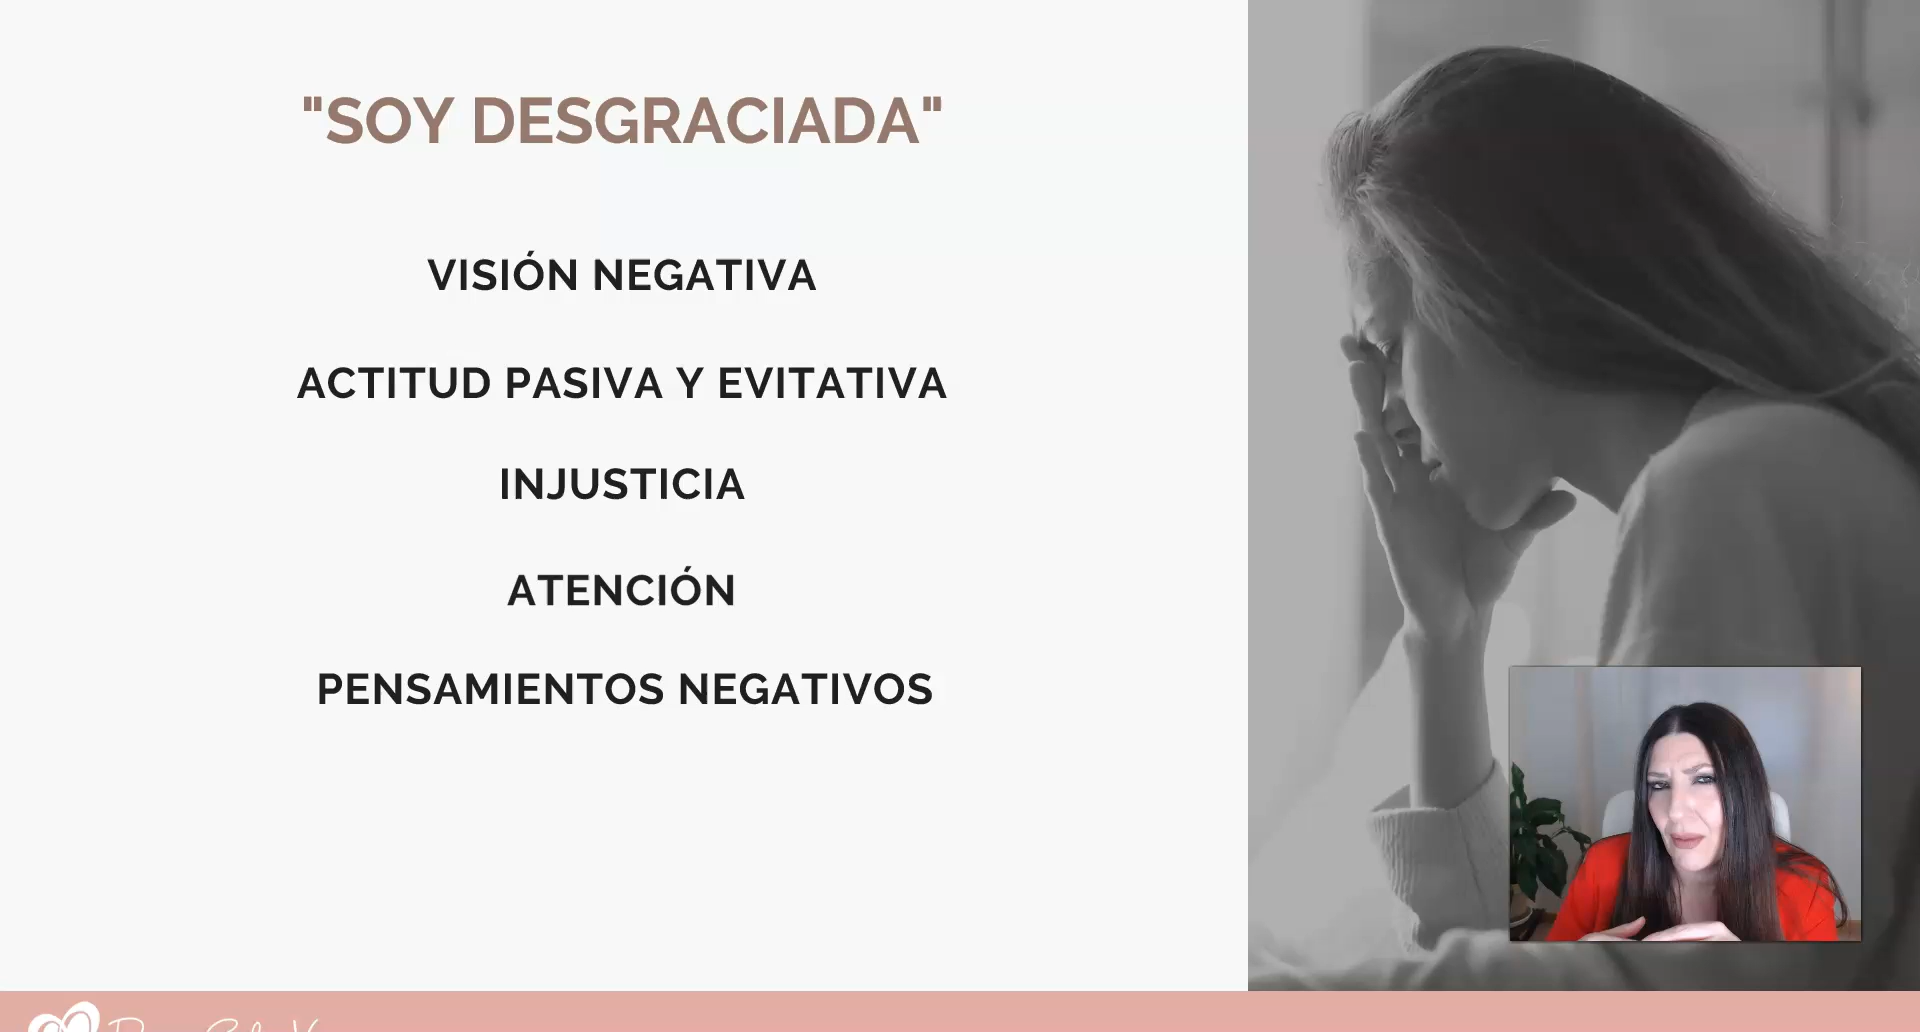 "SOY DESGRACIADA"
VISIÓN NEGATIVA
ACTITUD PASIVA Y EVITATIVA
INJUSTICIA
ATENCIÓN
PENSAMIENTOS NEGATIVOS